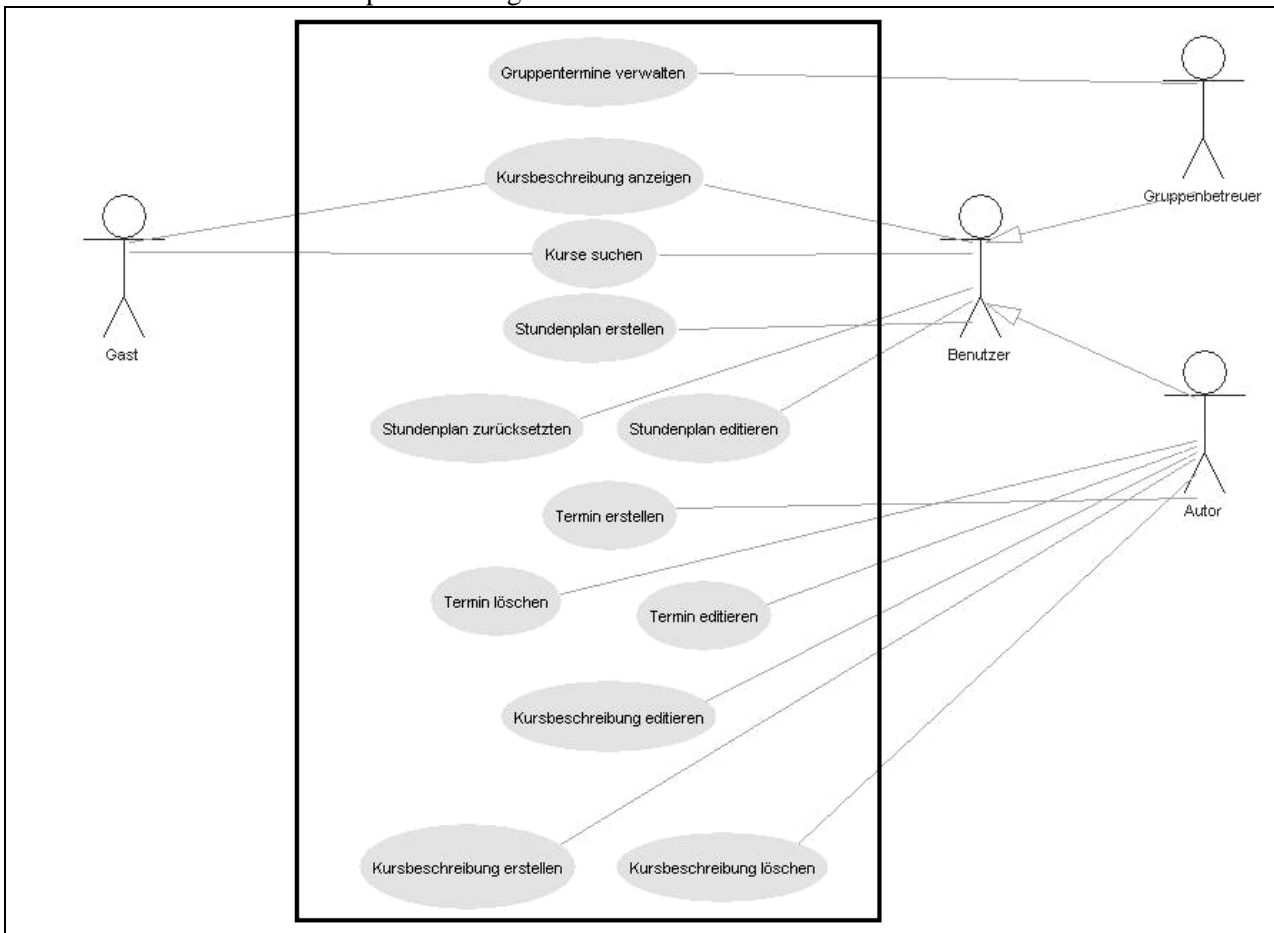 Gruppentermine verwalten
Gruppenbetreuer
Kursbeschreibung anzeigen
Kurse suchen
Stundenplan erstellen
Gast
Benutzer
Stundenplan zurücksetzten
Stundenplan editieren
Termin erstellen
Autor
Termin löschen
Termin editieren
Kursbeschreibung editieren
Kursbeschreibung erstellen
Kursbeschreibung löschen